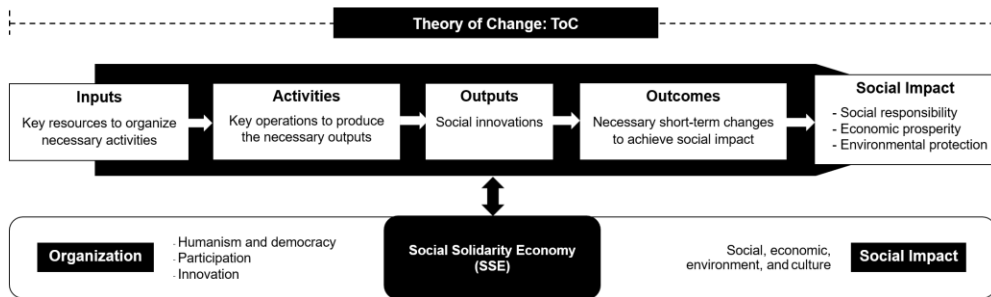 Theory of Change: ToC
Inputs
Key resources to organize
necessary activities
Activities
Key operations to produce
the necessary outputs
Outputs
Social innovations
Outcomes
Necessary short-term changes
to achieve social impact
Social Impact
- Social responsibility
- Economic prosperity
- Environmental protection
Organization
- Humanism and democracy
- Participation
- Innovation
Social Solidarity Economy
(SSE)
Social, economic,
environment, and culture
Social Impact